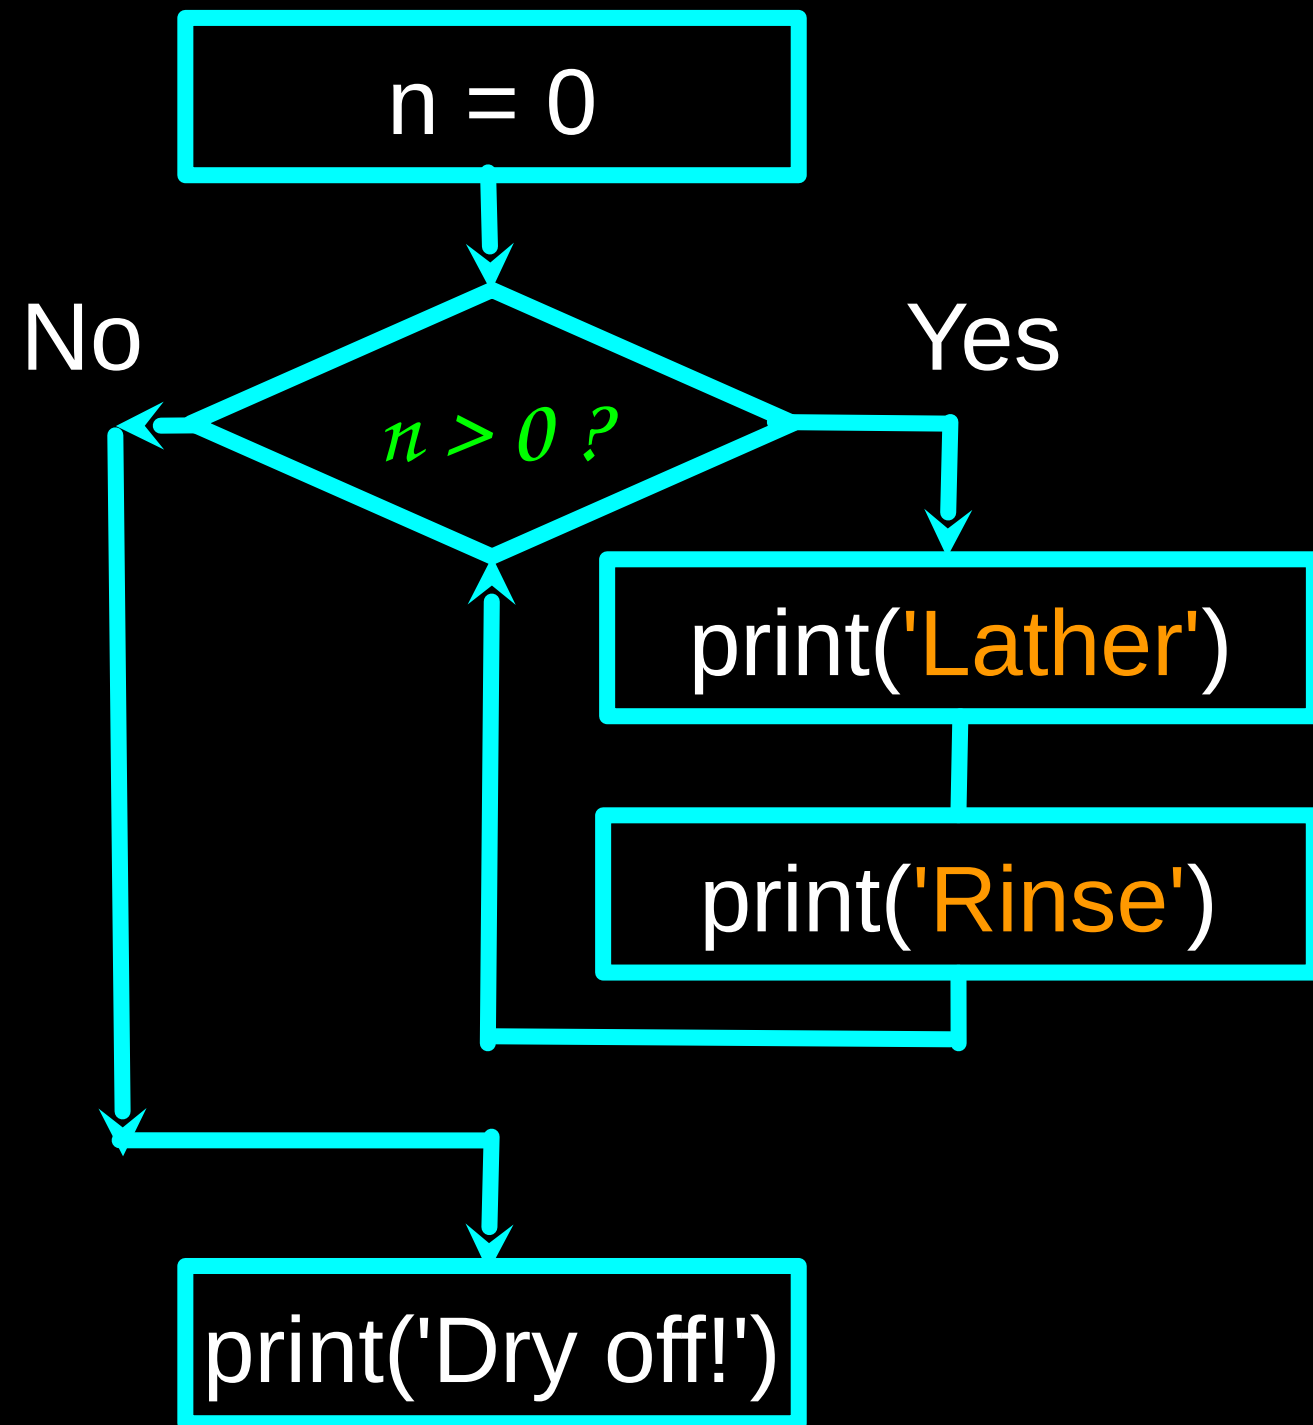 n = 0
No
Yes
n > 0 ?
print('Lather')
print('Rinse')
print('Dry off!')